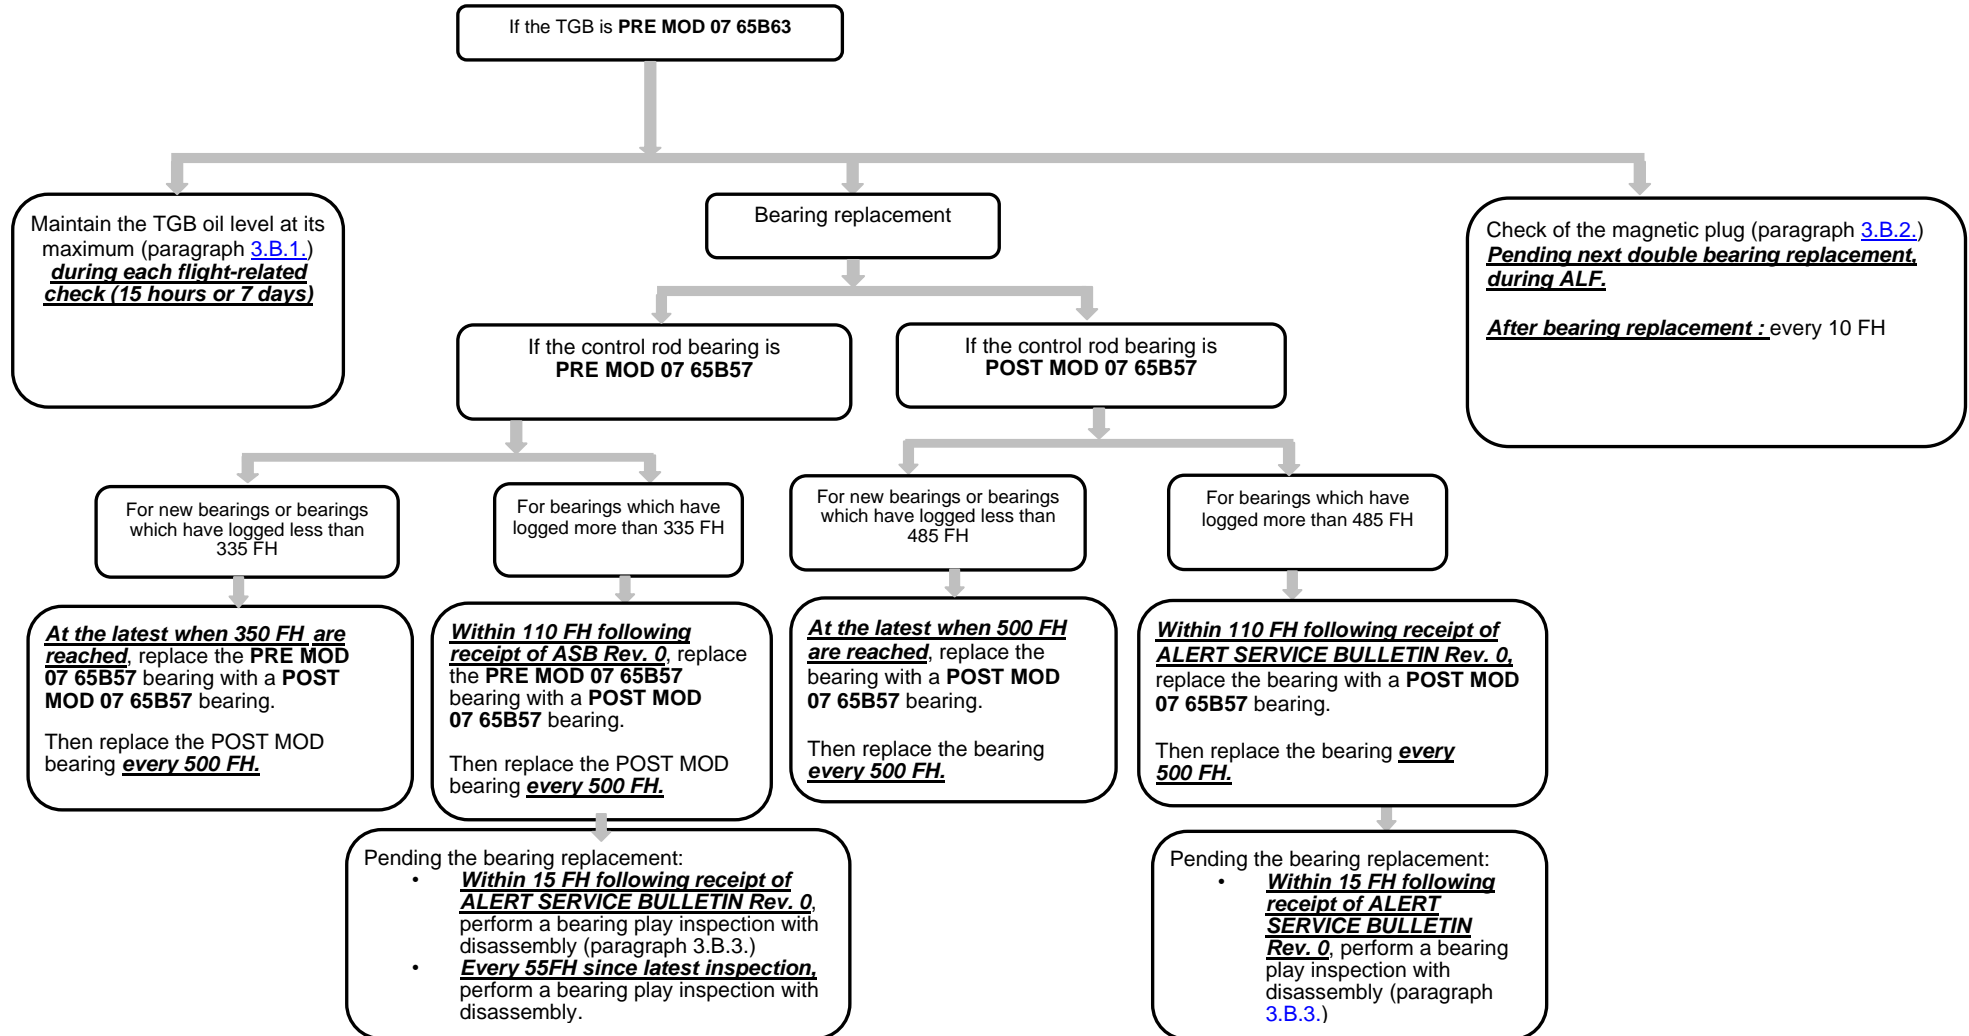 If the TGB is PRE MOD 07 65B63
Maintain the TGB oil level at its
maximum (paragraph 3.B.1.)
during each flight-related
check (15 hours or 7 days)
Bearing replacement
Check of the magnetic plug (paragraph 3.B.2.)
Pending next double bearing replacement,
during ALF.
After bearing replacement : every 10 FH
If the control rod bearing is
PRE MOD 07 65B57
If the control rod bearing is
POST MOD 07 65B57
For new bearings or bearings
which have logged less than
335 FH
For bearings which have
logged more than 335 FH
For new bearings or bearings
which have logged less than
485 FH
For bearings which have
logged more than 485 FH
At the latest when 350 FH are
reached, replace the PRE MOD
07 65B57 bearing with a POST
MOD 07 65B57 bearing.
Then replace the POST MOD
bearing every 500 FH.
Within 110 FH following
receipt of ASB Rev. 0, replace
the PRE MOD 07 65B57
bearing with a POST MOD
07 65B57 bearing.
Then replace the POST MOD
bearing every 500 FH.
At the latest when 500 FH
are reached, replace the
bearing with a POST MOD
07 65B57 bearing.
Then replace the bearing
every 500 FH.
Within 110 FH following receipt of
ALERT SERVICE BULLETIN Rev. 0,
replace the bearing with a POST MOD
07 65B57 bearing.
Then replace the bearing every
500 FH.
Pending the bearing replacement:
• Within 15 FH following receipt of
ALERT SERVICE BULLETIN Rev. 0,
perform a bearing play inspection with
disassembly (paragraph 3.B.3.)
• Every 55FH since latest inspection,
perform a bearing play inspection with
disassembly.
Pending the bearing replacement:
• Within 15 FH following
receipt of ALERT
SERVICE BULLETIN
Rev. 0, perform a bearing
play inspection with
disassembly (paragraph
3.B.3.)